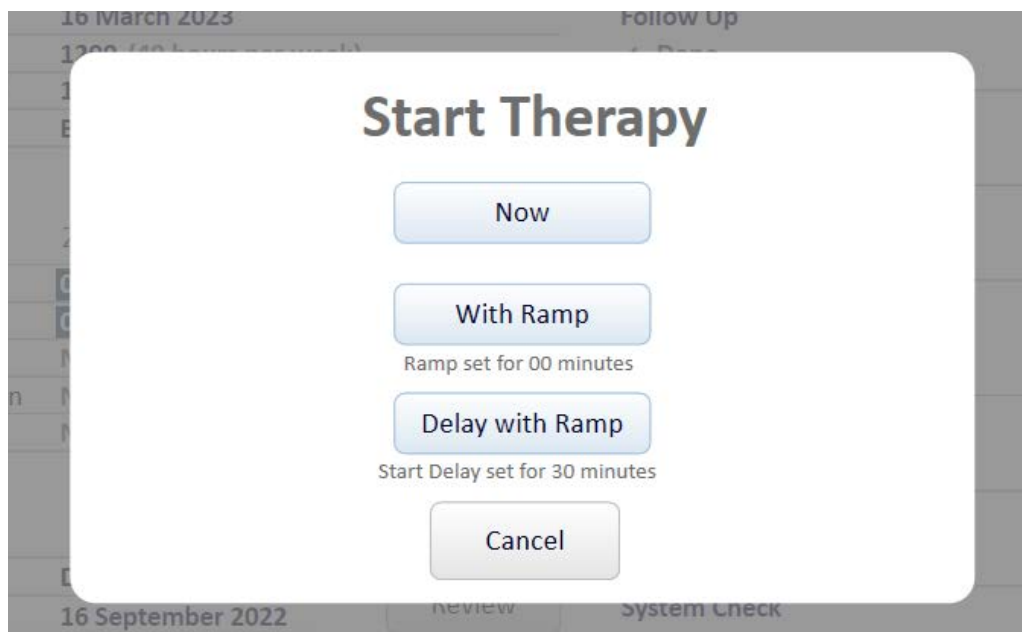 16 March 2023
Follow Up
Start Therapy
Now
With Ramp
Ramp set for 00 minutes
Delay with Ramp
Start Delay set for 30 minutes
Cancel
16 September 2022
Review
System Check